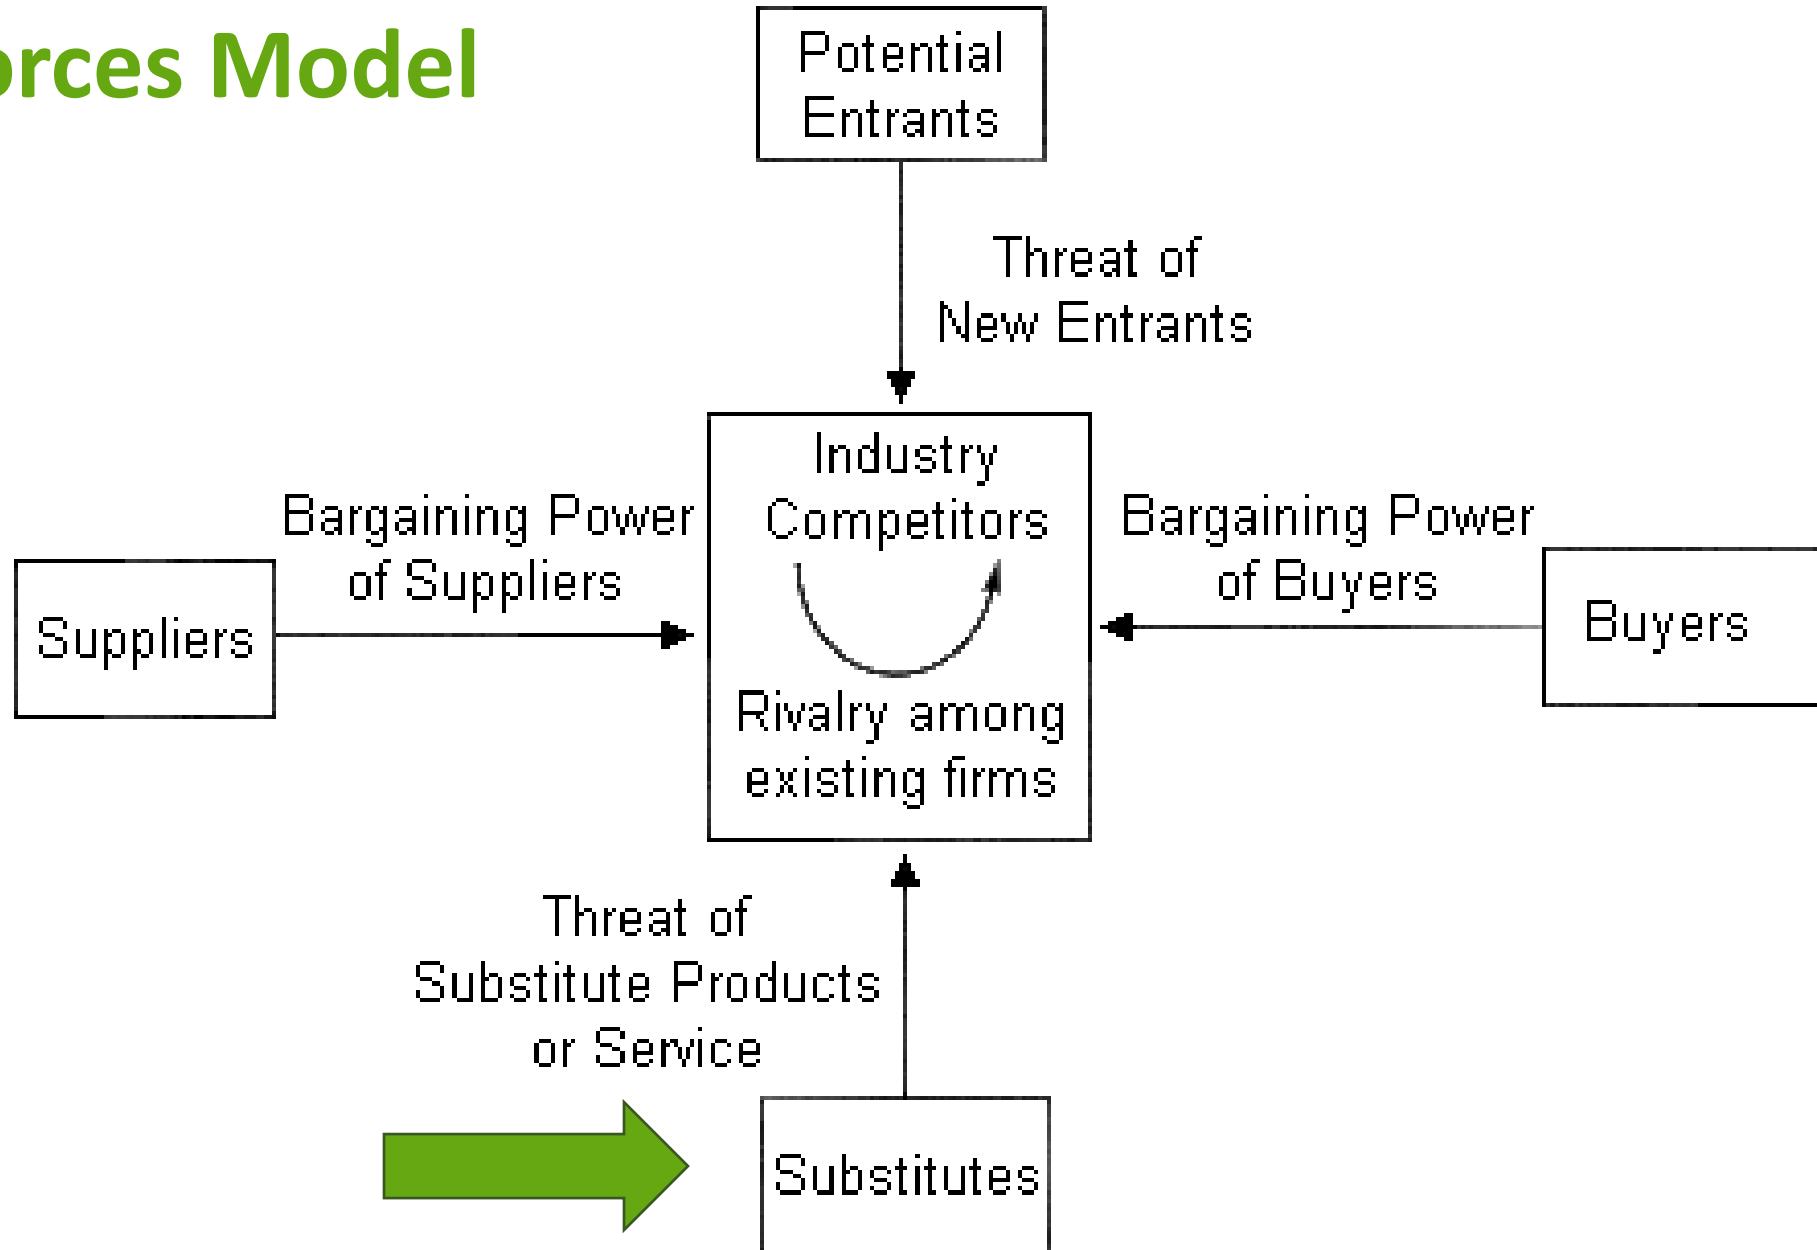 orces Model
Potential
Entrants
Threat of
New Entrants
Industry
Competitors
Bargaining Power
of Suppliers
Bargaining Power
of Buyers
Suppliers
Buyers
Rivalry among
existing firms
Threat of
Substitute Products
or Service
Substitutes